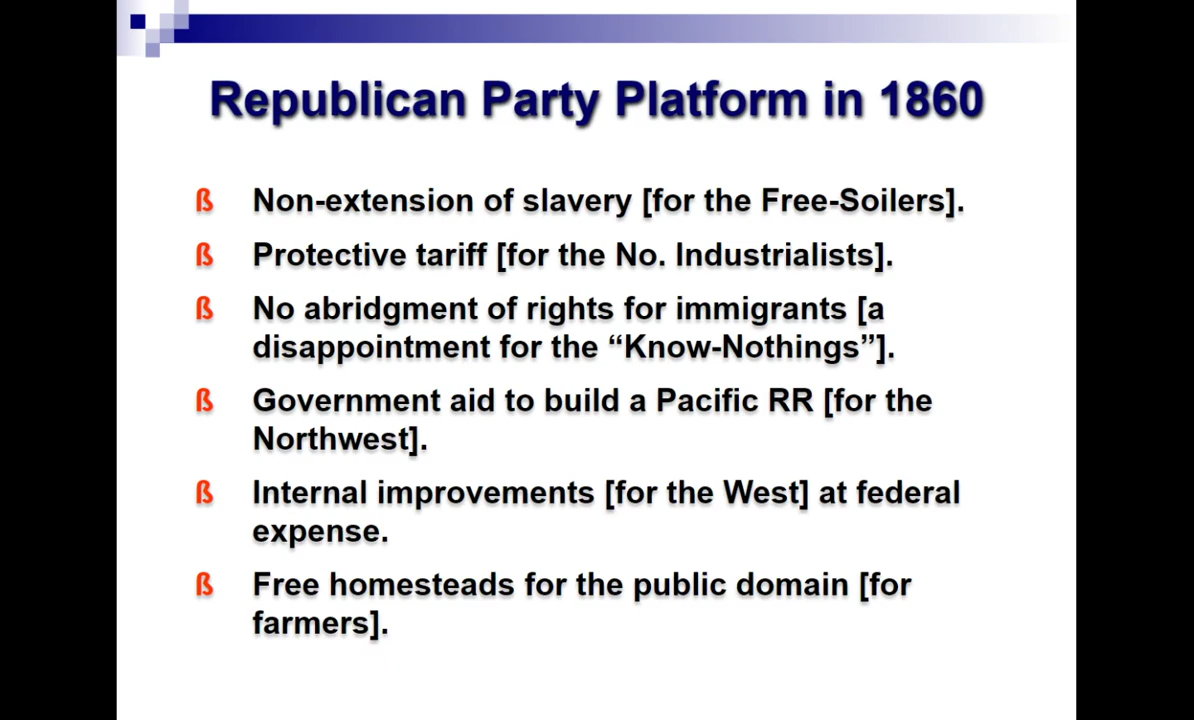 Republican Party Platform in 1860
ß Non-extension of slavery [for the Free-Soilers].
ß Protective tariff [for the No. Industrialists].
ß No abridgment of rights for immigrants [a
disappointment for the “Know-Nothings”].
ß Government aid to build a Pacific RR [for the
Northwest].
ß Internal improvements [for the West] at federal
expense.
ß Free homesteads for the public domain [for
farmers].